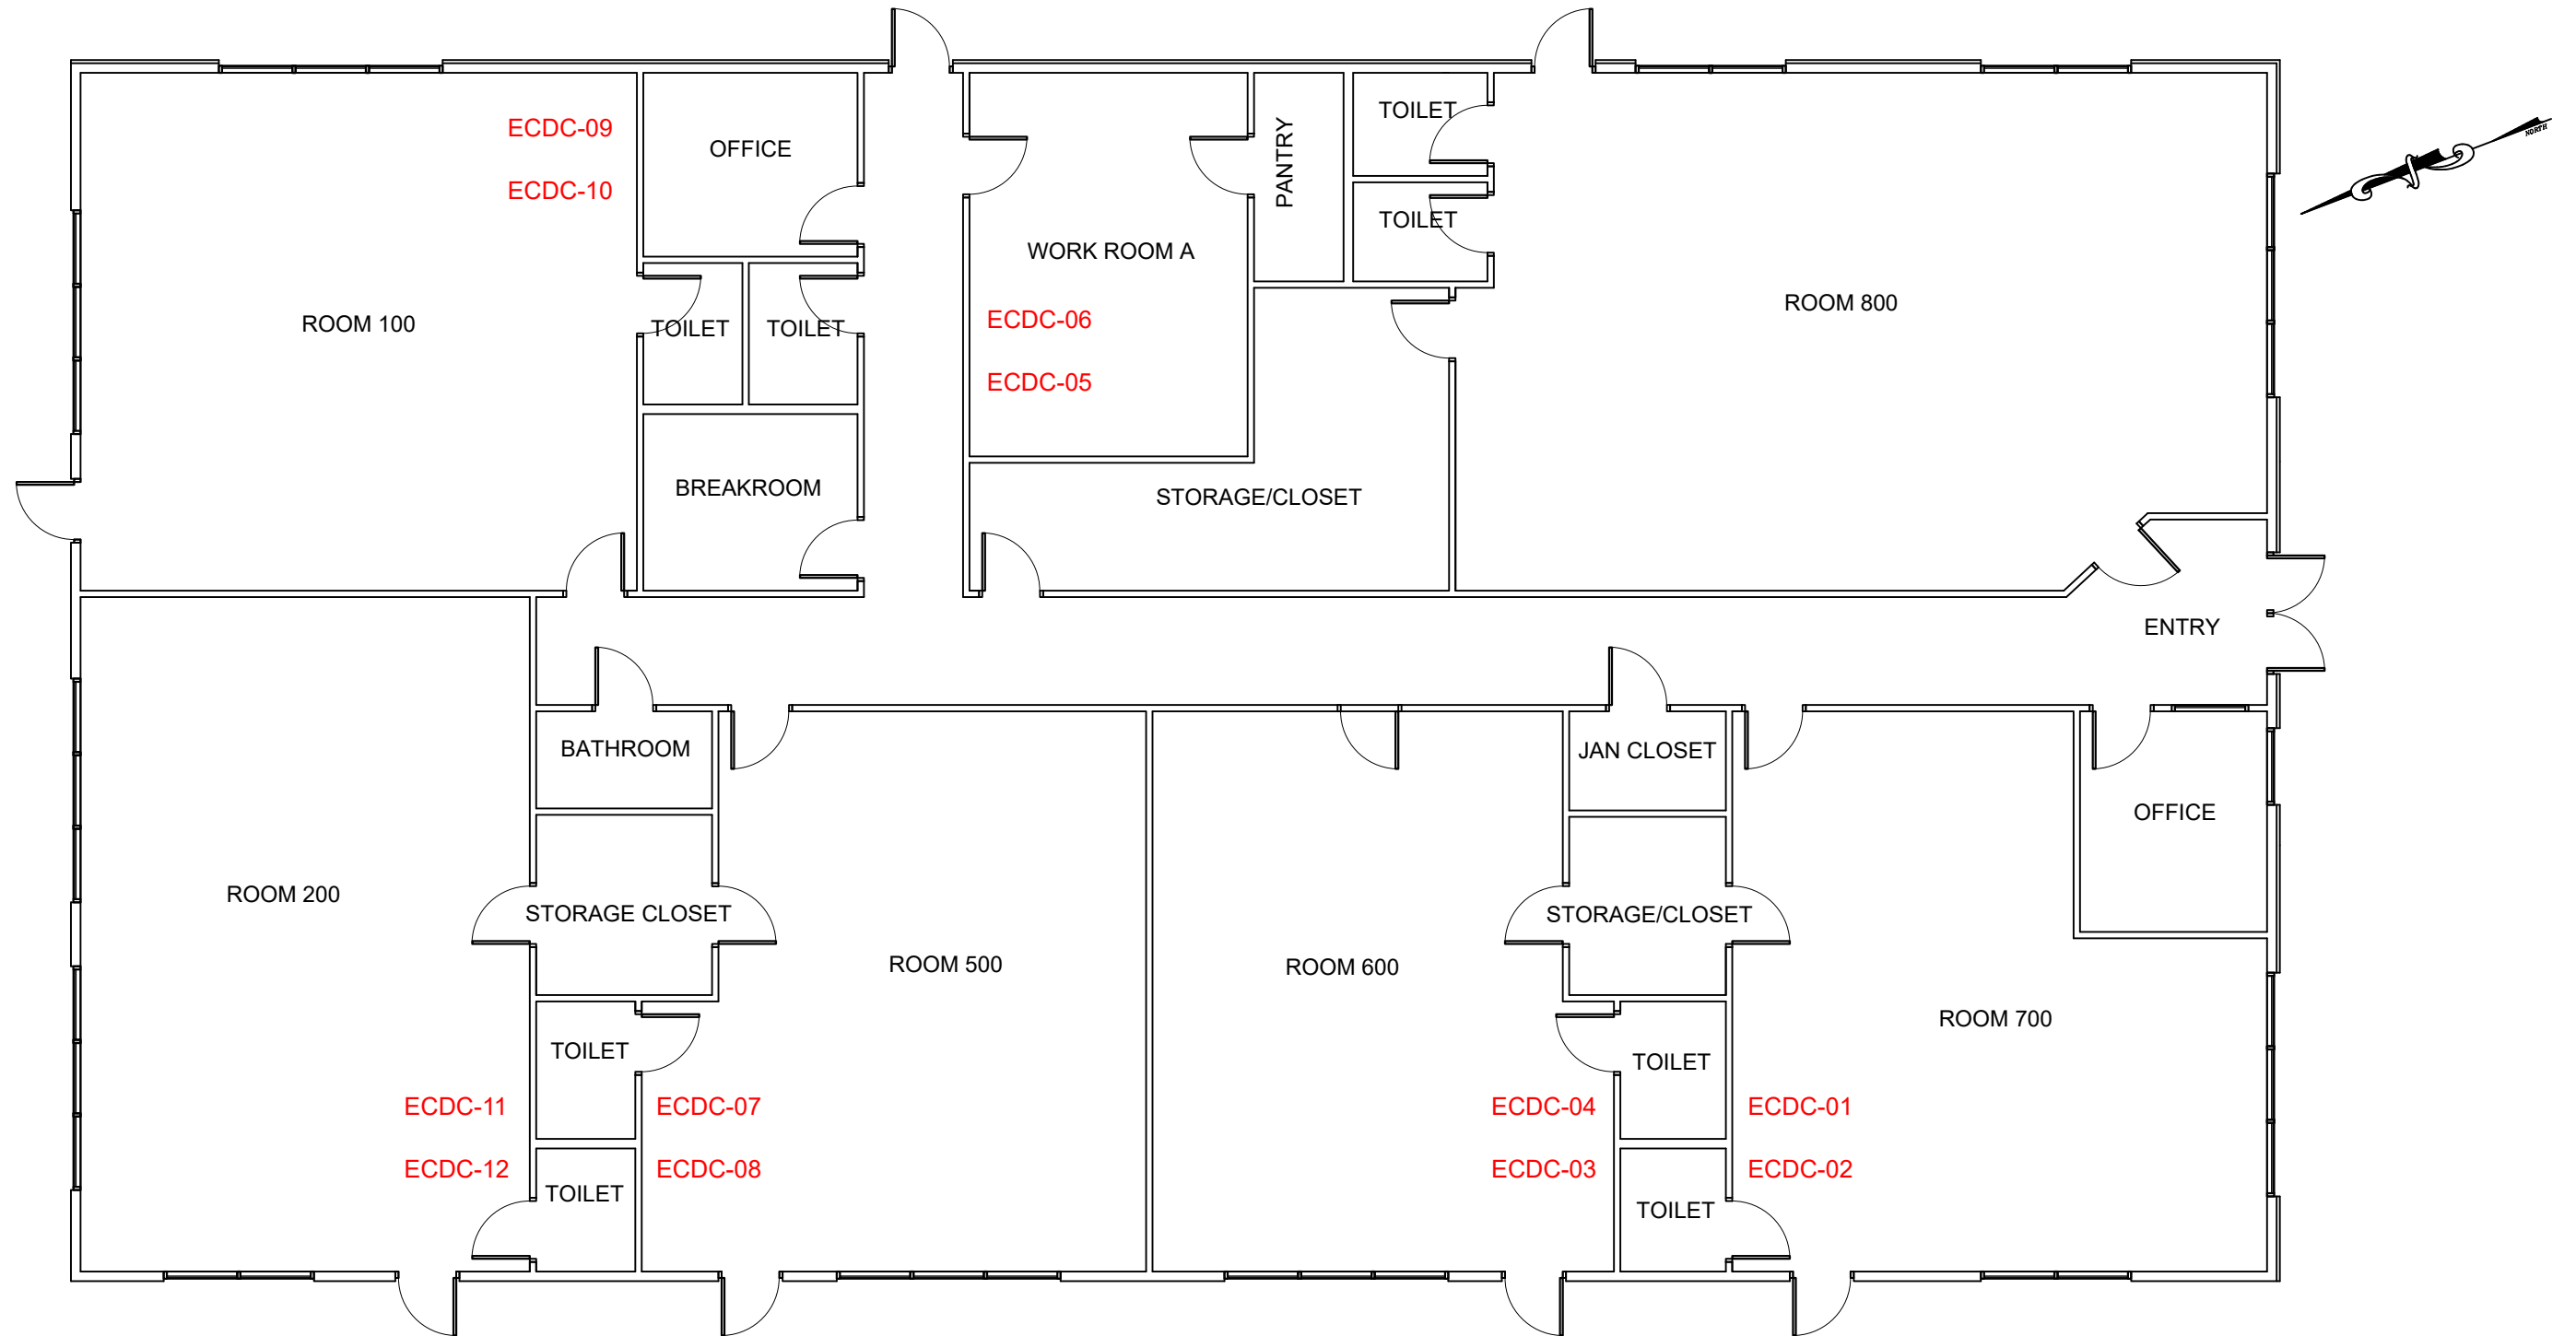 TOILET
ECDC-09
OFFICE
PANTRY
NORTH
ECDC-10
TOILET
WORK ROOM A
ROOM 800
ECDC-06
ROOM 100
TOILET
TOILET
ECDC-05
BREAKROOM
STORAGE/CLOSET
ENTRY
BATHROOM
JAN CLOSET
OFFICE
ROOM 200
STORAGE CLOSET
STORAGE/CLOSET
ROOM 500
ROOM 600
ROOM 700
TOILET
TOILET
ECDC-11
ECDC-07
ECDC-04
ECDC-01
ECDC-12
ECDC-08
ECDC-03
ECDC-02
TOILET
TOILET